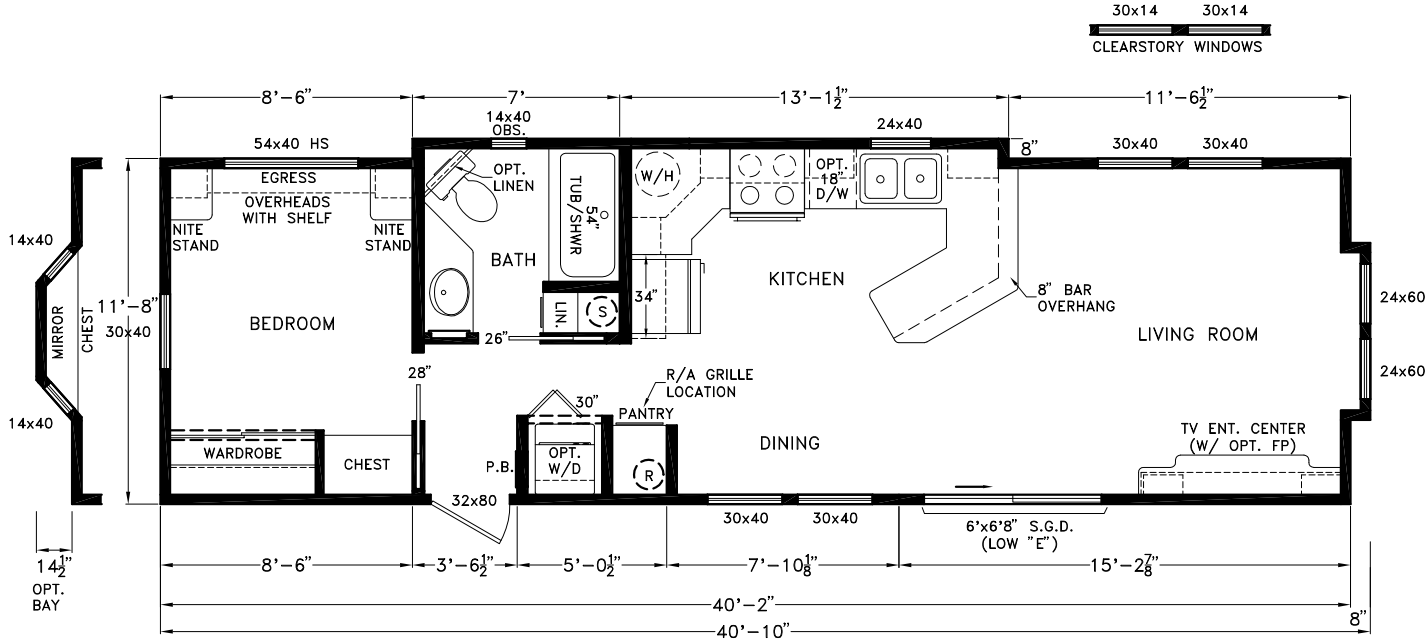 30x14 30x14
CLEARSTORY WINDOWS
8'-6" 7' 13'-1½" 11'-6½"
14x40
OBS.
24x40
8"
54x40 HS
30x40 30x40
EGRESS
OVERHEADS
WITH SHELF
NITE
STAND
NITE
STAND
OPT.
LINEN
54"
TUB/SHWR
W/H
OPT.
18"
D/W
14x40
BATH
KITCHEN
34"
8" BAR
OVERHANG
24x60
11'-8"
30x40
MIRROR
CHEST
BEDROOM
LIN.
S
26"
LIVING ROOM
24x60
28"
R/A GRILLE
LOCATION
30"
PANTRY
14x40
WARDROBE
CHEST
P.B.
OPT.
W/D
R
DINING
TV ENT. CENTER
(W/ OPT. FP)
32x80
30x40 30x40
6'x6'8" S.G.D.
(LOW "E")
14½"
OPT.
BAY
8'-6" 3'-6½" 5'-0½" 7'-10⅛" 15'-2⅞"
40'-2"
8"
40'-10"